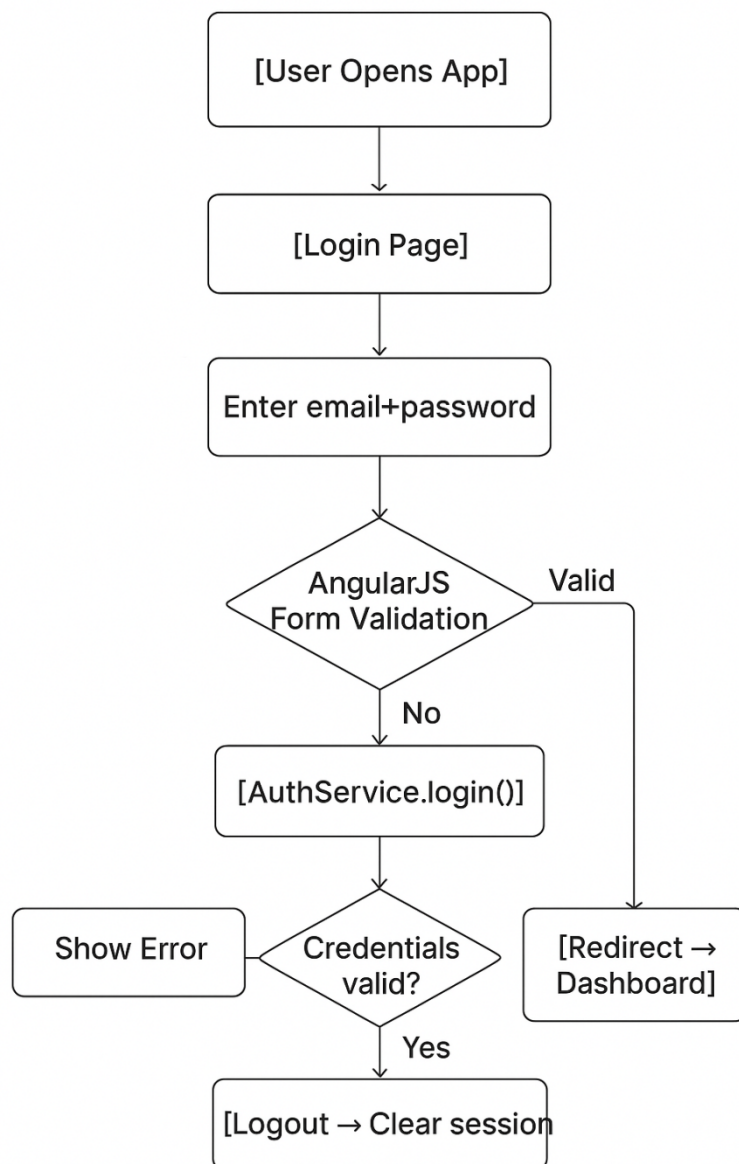 [User Opens App]
[Login Page]
Enter email+password
AngularJS
Form Validation
Valid
No
[AuthService.login()]
Show Error
Credentials
valid?
[Redirect →
Dashboard]
Yes
[Logout → Clear session